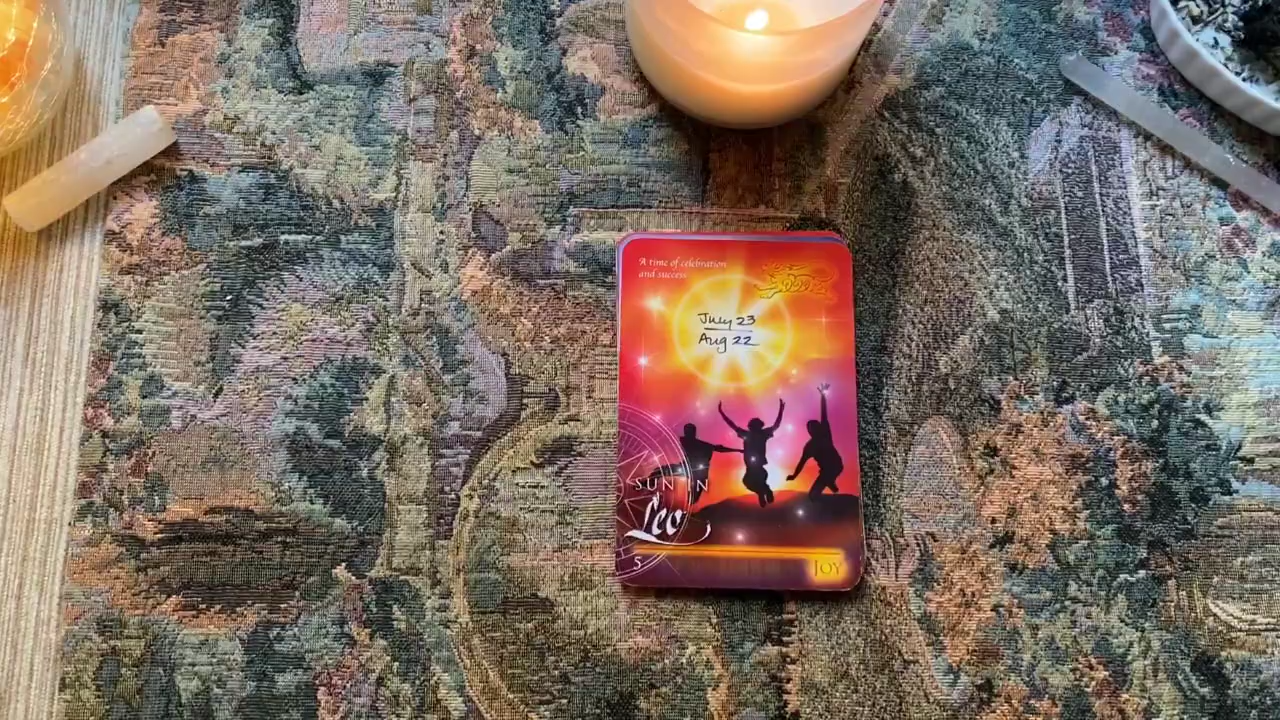 A time of celebration
and success
July 23
Aug 22
SUN IN
Leo
5
JOY